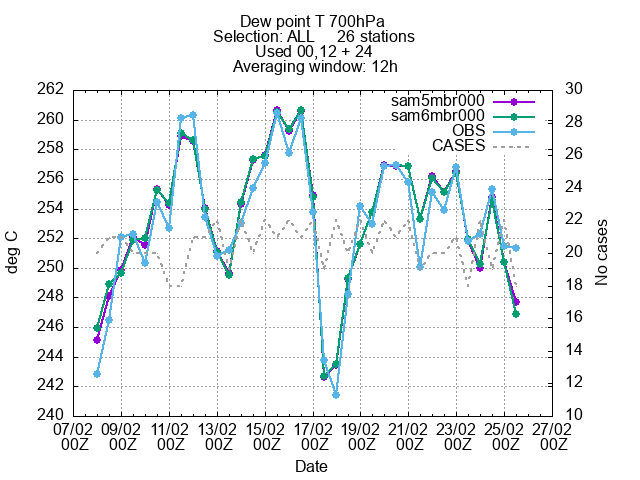 Dew point T 700hPa
Selection: ALL 26 stations
Used 00,12 + 24
Averaging window: 12h
sam5mbr000
sam6mbr000
OBS
CASES
262
260
258
256
254
252
250
248
246
244
242
240
deg C
30
28
26
24
22
20
18
16
14
12
10
No cases
07/02 09/02 11/02 13/02 15/02 17/02 19/02 21/02 23/02 25/02 27/02
00Z 00Z 00Z 00Z 00Z 00Z 00Z 00Z 00Z 00Z 00Z
Date